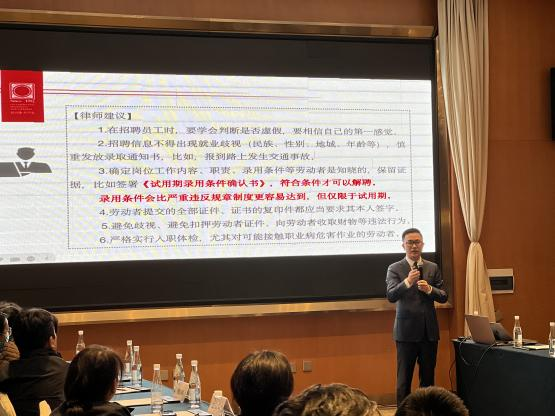 【律师建议】
1.在招聘员工时，要学会判断是否虚假，要相信自己的第一感觉。
2.招聘信息不得出现就业歧视（民族、性别、地域、年龄等），慎
重发放录取通知书，比如，报到路上发生交通事故。
3.确定岗位工作内容、职责、录用条件等劳动者是知晓的，保留证
据，比如签署《试用期录用条件确认书》，符合条件才可以解聘。
录用条件会比严重违反规章制度更容易达到，但仅限于试用期。
4.劳动者提交的全部证件、证书的复印件都应当要求其本人签字。
5.避免歧视、避免扣押劳动者证件、向劳动者收取财物等违法行为。
6.严格实行入职体检，尤其对可能接触职业病危害作业的劳动者。